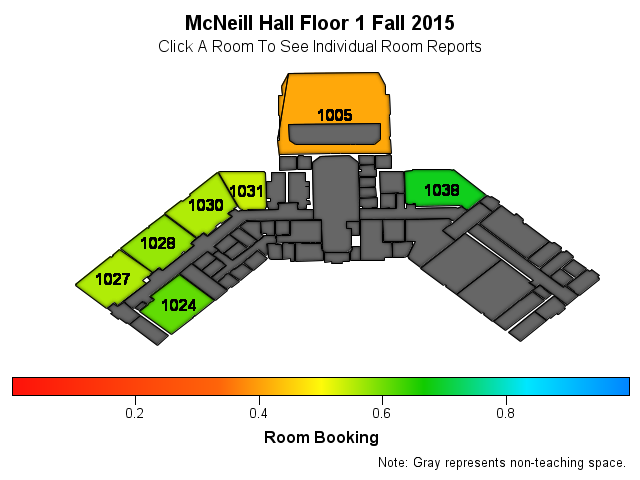 McNeill Hall Floor 1 Fall 2015
Click A Room To See Individual Room Reports
1005
1031
1038
1030
1028
1027
1024
0.2
0.4
0.6
0.8
Room Booking
Note: Gray represents non-teaching space.